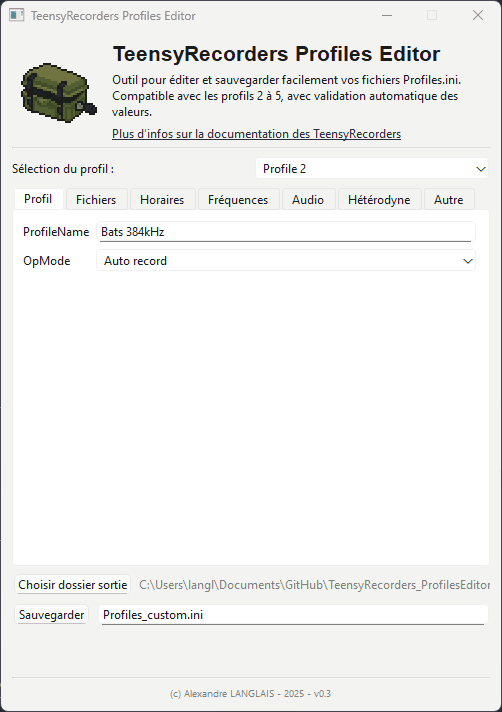 TeensyRecorders Profiles Editor
TeensyRecorders Profiles Editor
Outil pour éditer et sauvegarder facilement vos fichiers Profiles.ini.
Compatible avec les profils 2 à 5, avec validation automatique des
valeurs.
Plus d'infos sur la documentation des TeensyRecorders
Sélection du profil : Profile 2
Profil Fichiers Horaires Fréquences Audio Hétérodyne Autre
ProfileName Bats 384kHz
OpMode Auto record
Choisir dossier sortie C:\Users\langl\Documents\GitHub\TeensyRecorders_ProfilesEditor
Sauvegarder Profiles_custom.ini
(c) Alexandre LANGLAIS - 2025 - v0.3